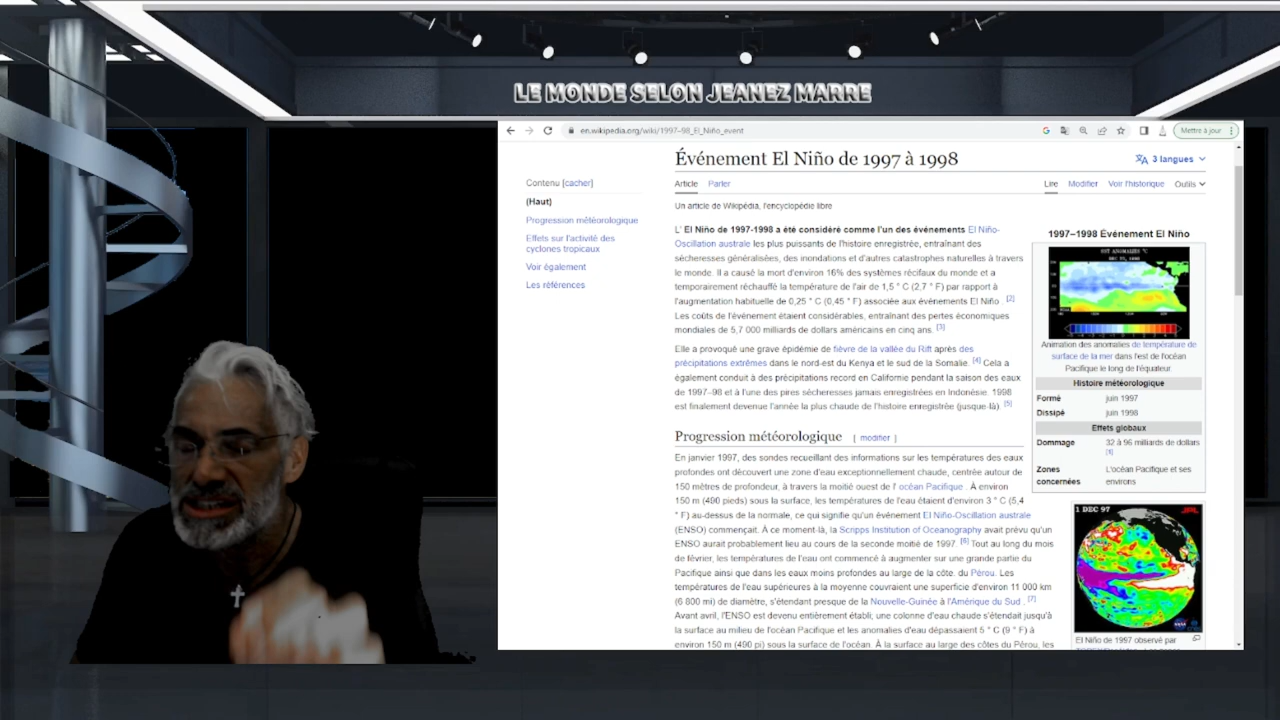 LE MONDE SELON JEANEZ MARRE
en.wikipedia.org/wiki/1997–98_El_Niño_event
Mettre à jour
Événement El Niño de 1997 à 1998
3 langues
Contenu [cacher]
(Haut)
Progression météorologique
Effets sur l'activité des
cyclones tropicaux
Voir également
Les références
Article Parler
Lire Modifier Voir l'historique Outils
Un article de Wikipédia, l'encyclopédie libre
L' El Niño de 1997-1998 a été considéré comme l'un des événements El Niño-
Oscillation australe les plus puissants de l'histoire enregistrée, entraînant des
sécheresses généralisées, des inondations et d'autres catastrophes naturelles à travers
le monde. Il a causé la mort d'environ 16% des systèmes récifaux du monde et a
temporairement réchauffé la température de l'air de 1,5 ° C (2,7 ° F) par rapport à
l'augmentation habituelle de 0,25 ° C (0,45 ° F) associée aux événements El Niño . [2]
Les coûts de l'événement étaient considérables, entraînant des pertes économiques
mondiales de 5,7 000 milliards de dollars américains en cinq ans. [3]
Elle a provoqué une grave épidémie de fièvre de la vallée du Rift après des
précipitations extrêmes dans le nord-est du Kenya et le sud de la Somalie. [4] Cela a
également conduit à des précipitations record en Californie pendant la saison des eaux
de 1997–98 et à l'une des pires sécheresses jamais enregistrées en Indonésie. 1998
est finalement devenue l'année la plus chaude de l'histoire enregistrée (jusque-là). [5]
Progression météorologique [ modifier ]
En janvier 1997, des sondes recueillant des informations sur les températures des eaux
profondes ont découvert une zone d'eau exceptionnellement chaude, centrée autour de
150 mètres de profondeur, à travers la moitié ouest de l' océan Pacifique . À environ
150 m (490 pieds) sous la surface, les températures de l'eau étaient d'environ 3 ° C (5,4
° F) au-dessus de la normale, ce qui signifie qu'un événement El Niño-Oscillation australe
(ENSO) commençait. À ce moment-là, la Scripps Institution of Oceanography avait prévu qu'un
ENSO aurait probablement lieu au cours de la seconde moitié de 1997. [6] Tout au long du mois
de février, les températures de l'eau ont commencé à augmenter sur une grande partie du
Pacifique ainsi que dans les eaux moins profondes au large de la côte. du Pérou. Les
températures de l'eau supérieures à la moyenne couvraient une superficie d'environ 11 000 km
(6 800 mi) de diamètre, s'étendant presque de la Nouvelle-Guinée à l'Amérique du Sud . [7]
Avant avril, l'ENSO est devenu entièrement établi; une colonne d'eau chaude s'étendait jusqu'à
la surface au milieu de l'océan Pacifique et les anomalies d'eau dépassaient 5 ° C (9 ° F) à
environ 150 m (490 pi) sous la surface de l'océan. À la surface au large des côtes du Pérou, les
1997–1998 Événement El Niño
SST ANOMALIES °C
Animation des anomalies de température de
surface de la mer dans l'est de l'océan
Pacifique le long de l'équateur.
Histoire météorologique
Formé juin 1997
Dissipé juin 1998
Effets globaux
Dommage 32 à 96 milliards de dollars
Zones concernées L'océan Pacifique et ses
environs
1 DEC 97
JPL
NASA
El Niño de 1997 observé par